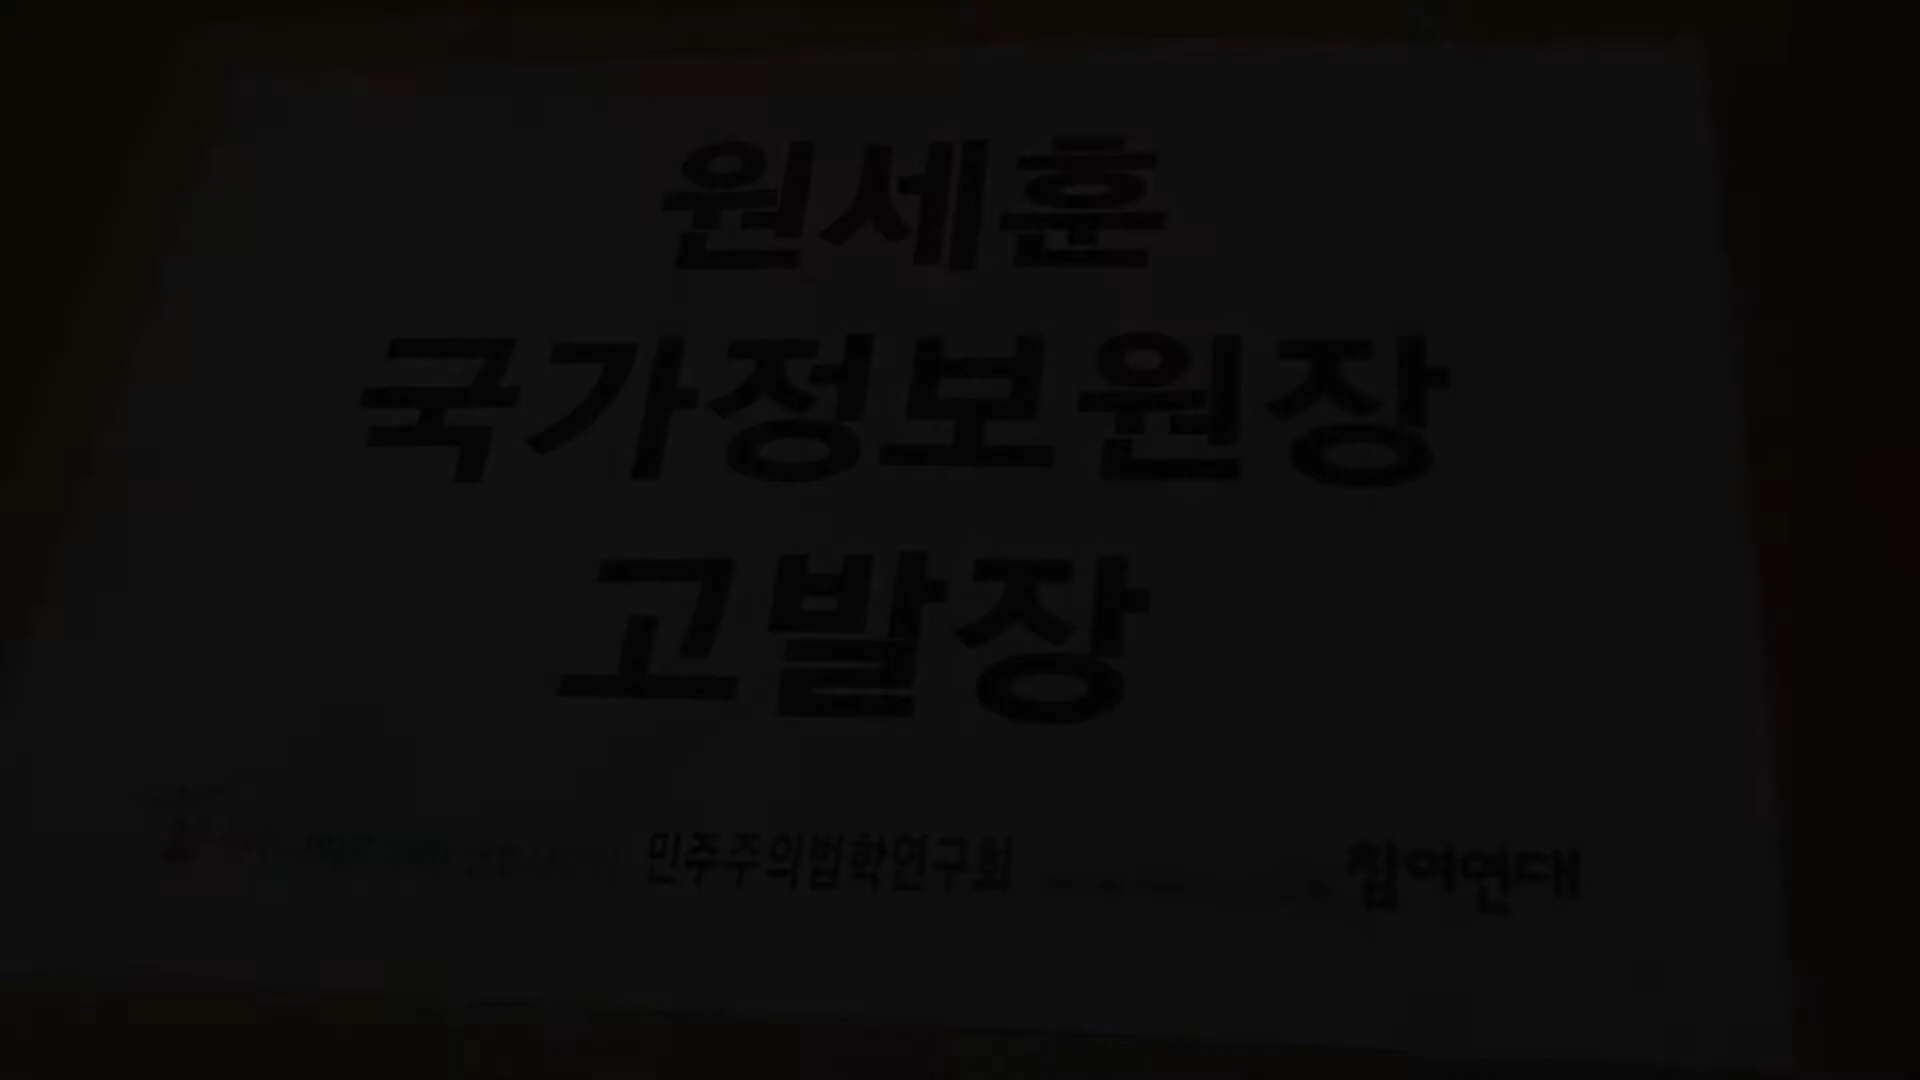 원세훈
국가정보원장
고발장
민주주의법학연구회 참여연대